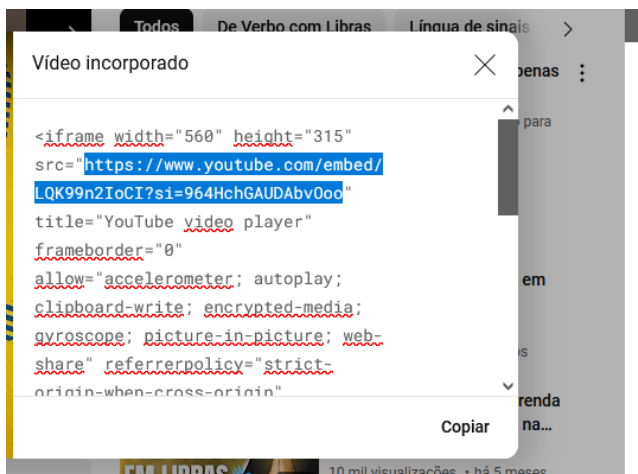 Todos De Verbo com Libras Língua de sinais
Vídeo incorporado
penas
para
<iframe width="560" height="315"
src="https://www.youtube.com/embed/
LQK99n2IoCI?si=964HchGAUDAbvOoo"
title="YouTube video player"
frameborder="0"
allow="accelerometer; autoplay;
em
clipboard-write; encrypted-media;
gyroscope; picture-in-picture; web-
share" referrerpolicy="strict-
os
origin-when-cross-origin"
renda
Copiar
na...
EM LIBRAS
10 mil visualizações • há 5 meses